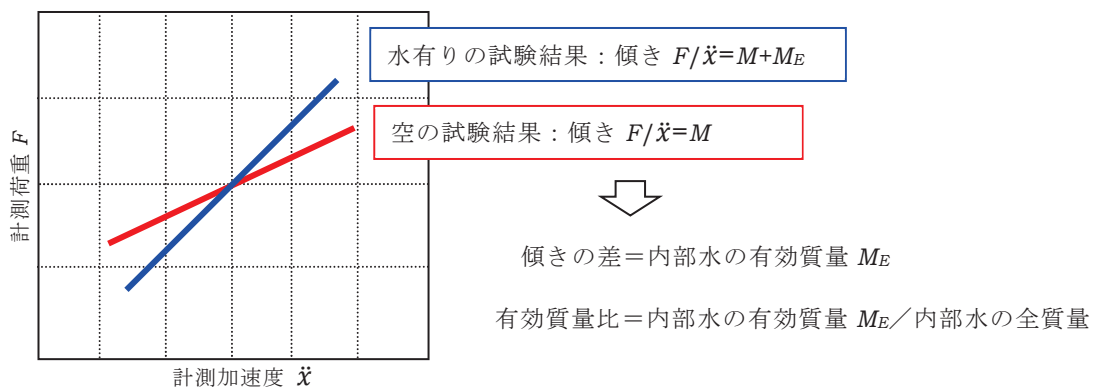 水有りの試験結果：傾き F/ẍ=M+M_E
空の試験結果：傾き F/ẍ=M
計測荷重 F
傾きの差＝内部水の有効質量 M_E
有効質量比＝内部水の有効質量 M_E／内部水の全質量
計測加速度 ẍ